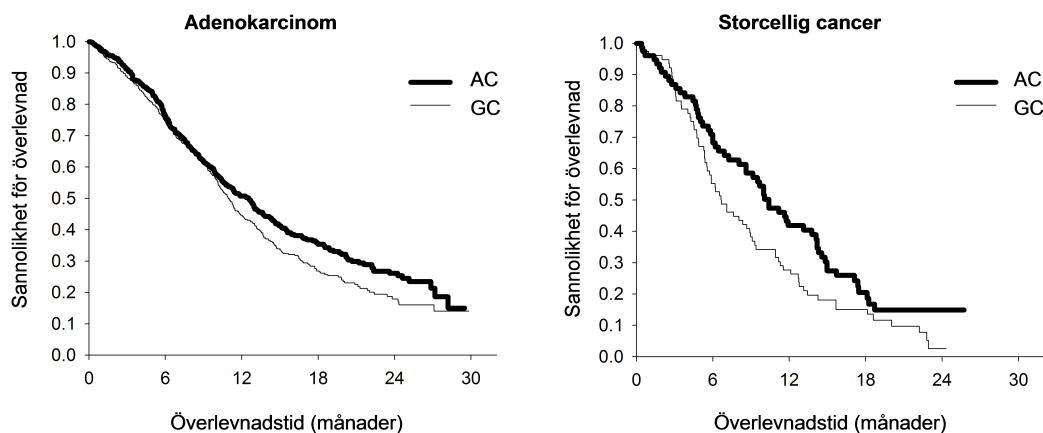 Adenokarcinom
Sannolikhet för överlevnad
1.0
0.9
0.8
0.7
0.6
0.5
0.4
0.3
0.2
0.1
0.0
AC
GC
0 6 12 18 24 30
Överlevnadstid (månader)
Storcellig cancer
Sannolikhet för överlevnad
1.0
0.9
0.8
0.7
0.6
0.5
0.4
0.3
0.2
0.1
0.0
AC
GC
0 6 12 18 24 30
Överlevnadstid (månader)